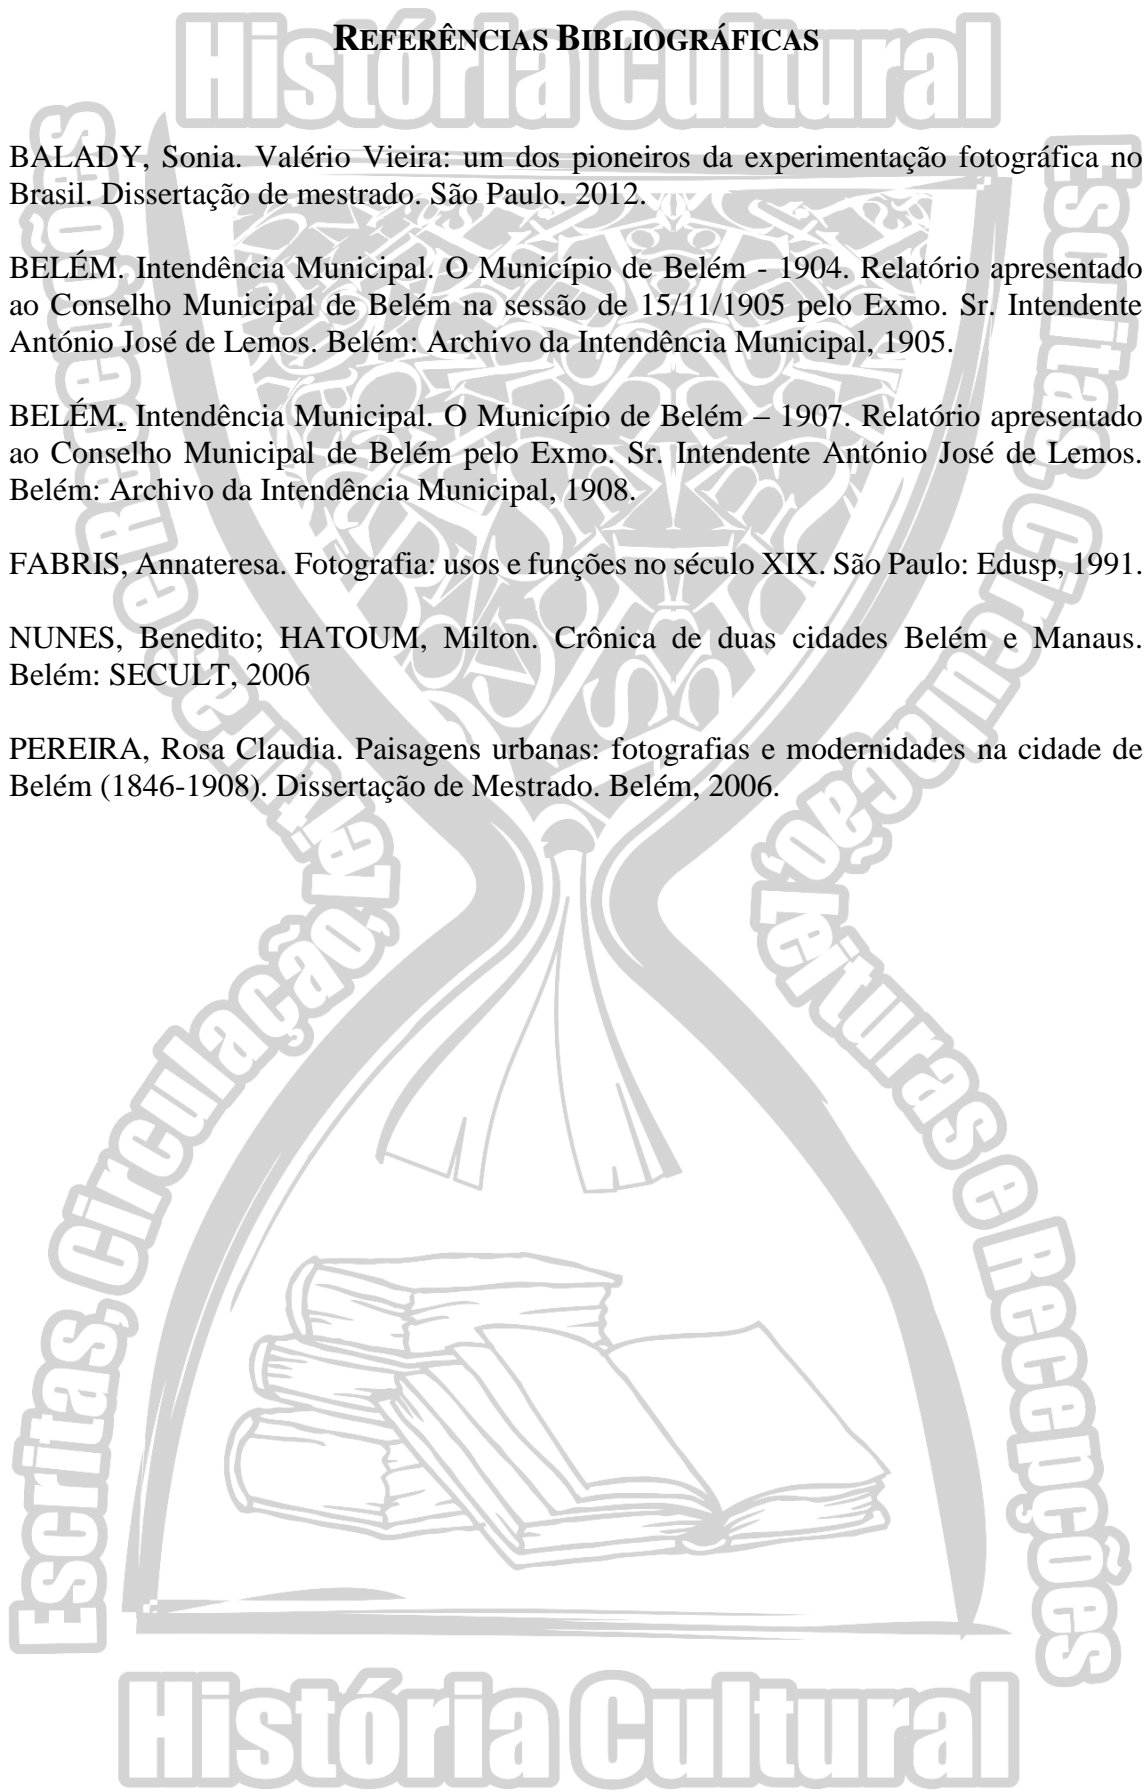 REFERÊNCIAS BIBLIOGRÁFICAS
BALADY, Sonia. Valério Vieira: um dos pioneiros da experimentação fotográfica no
Brasil. Dissertação de mestrado. São Paulo. 2012.
BELÉM. Intendência Municipal. O Município de Belém - 1904. Relatório apresentado
ao Conselho Municipal de Belém na sessão de 15/11/1905 pelo Exmo. Sr. Intendente
António José de Lemos. Belém: Archivo da Intendência Municipal, 1905.
BELÉM. Intendência Municipal. O Município de Belém – 1907. Relatório apresentado
ao Conselho Municipal de Belém pelo Exmo. Sr. Intendente António José de Lemos.
Belém: Archivo da Intendência Municipal, 1908.
FABRIS, Annateresa. Fotografia: usos e funções no século XIX. São Paulo: Edusp, 1991.
NUNES, Benedito; HATOUM, Milton. Crônica de duas cidades Belém e Manaus.
Belém: SECULT, 2006
PEREIRA, Rosa Claudia. Paisagens urbanas: fotografias e modernidades na cidade de
Belém (1846-1908). Dissertação de Mestrado. Belém, 2006.
História Cultural
Escritas, Circulação, Leituras e Recepções
Escritas, Circulação, Leituras e Recepções
História Cultural